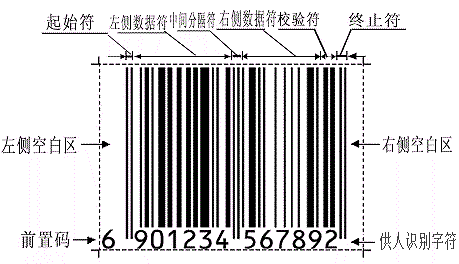 起始符 左侧数据符 中间分隔符 右侧数据符 校验符 终止符
左侧空白区 右侧空白区
前置码 6 901234 567892 供人识别字符